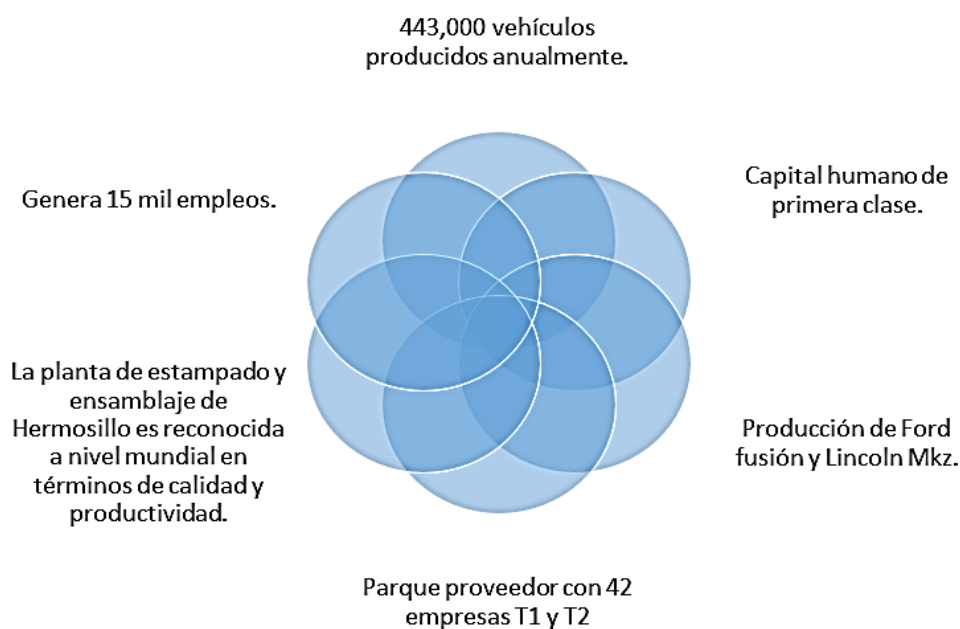 443,000 vehículos
producidos anualmente.
Capital humano de
primera clase.
Producción de Ford
fusión y Lincoln Mkz.
Parque proveedor con 42
empresas T1 y T2
La planta de estampado y
ensamblaje de
Hermosillo es reconocida
a nivel mundial en
términos de calidad y
productividad.
Genera 15 mil empleos.